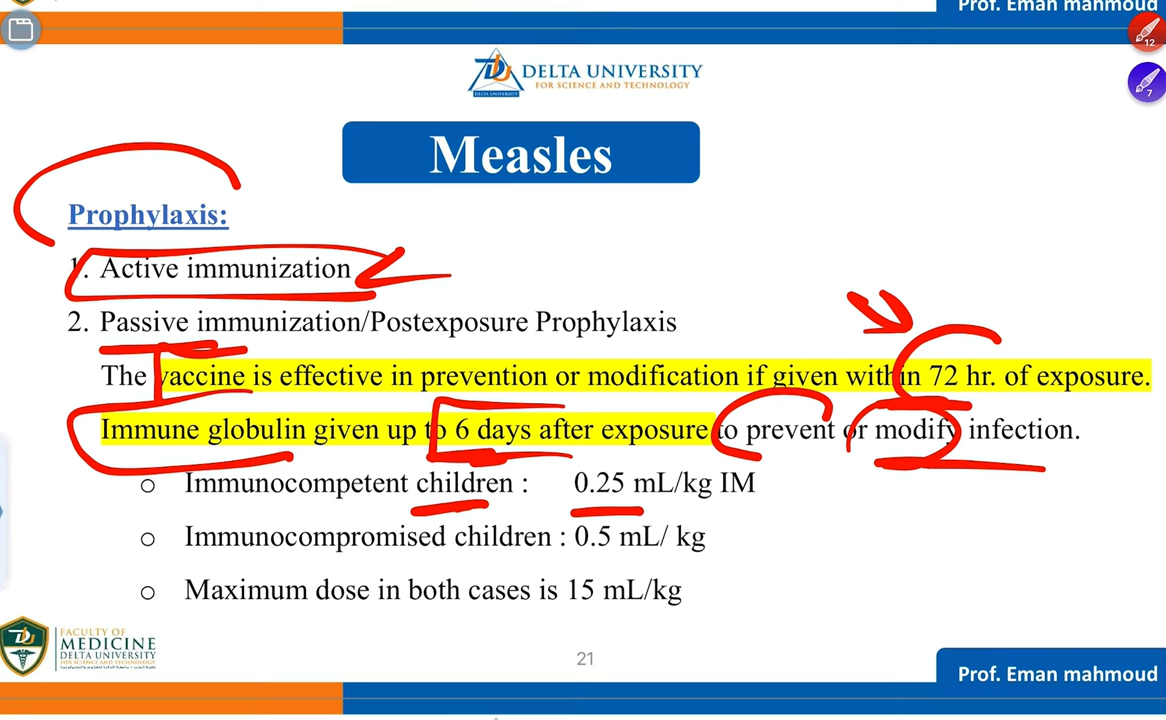 Prof. Eman mahmoud
12
7
DELTA UNIVERSITY
FOR SCIENCE AND TECHNOLOGY
DELTA UNIVERSITY
Measles
Prophylaxis:
1. Active immunization
2. Passive immunization/Postexposure Prophylaxis
The vaccine is effective in prevention or modification if given within 72 hr. of exposure.
Immune globulin given up to 6 days after exposure to prevent or modify infection.
o Immunocompetent children : 0.25 mL/kg IM
o Immunocompromised children : 0.5 mL/ kg
o Maximum dose in both cases is 15 mL/kg
FACULTY OF
MEDICINE
DELTA UNIVERSITY
FOR SCIENCE AND TECHNOLOGY
21
Prof. Eman mahmoud